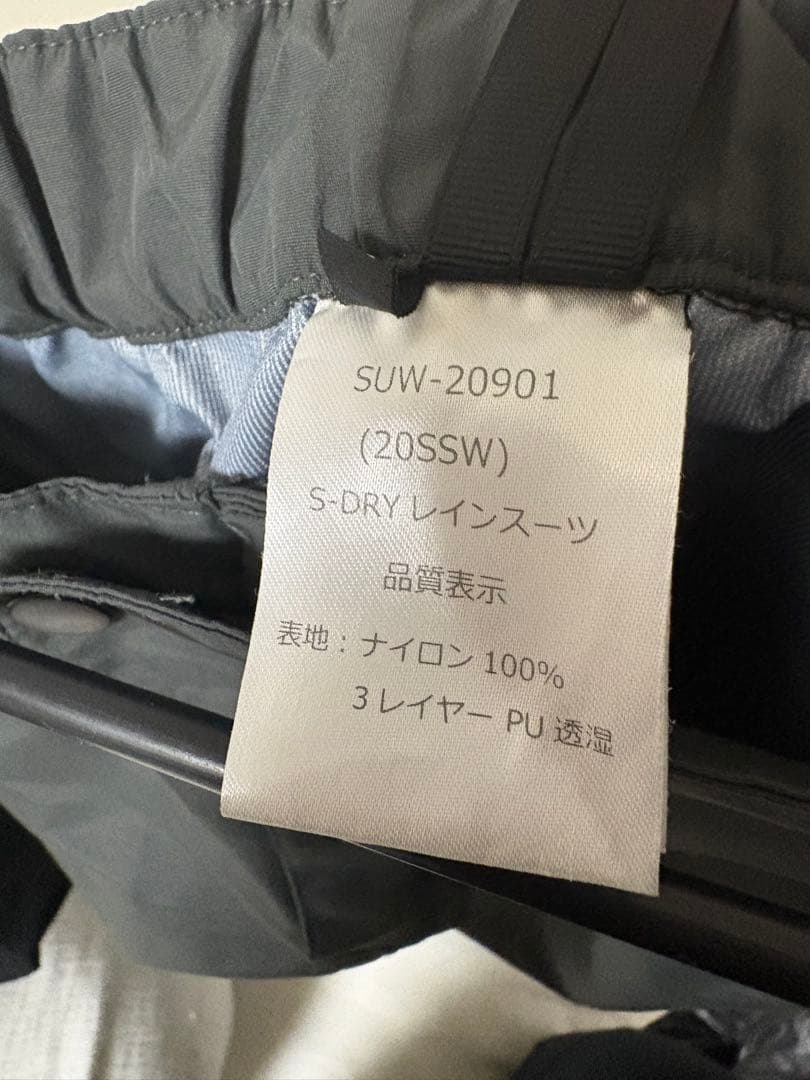 SUW-20901
(20SSW)
S-DRY レインスーツ
品質表示
表地：ナイロン 100%
3 レイヤー PU 透湿